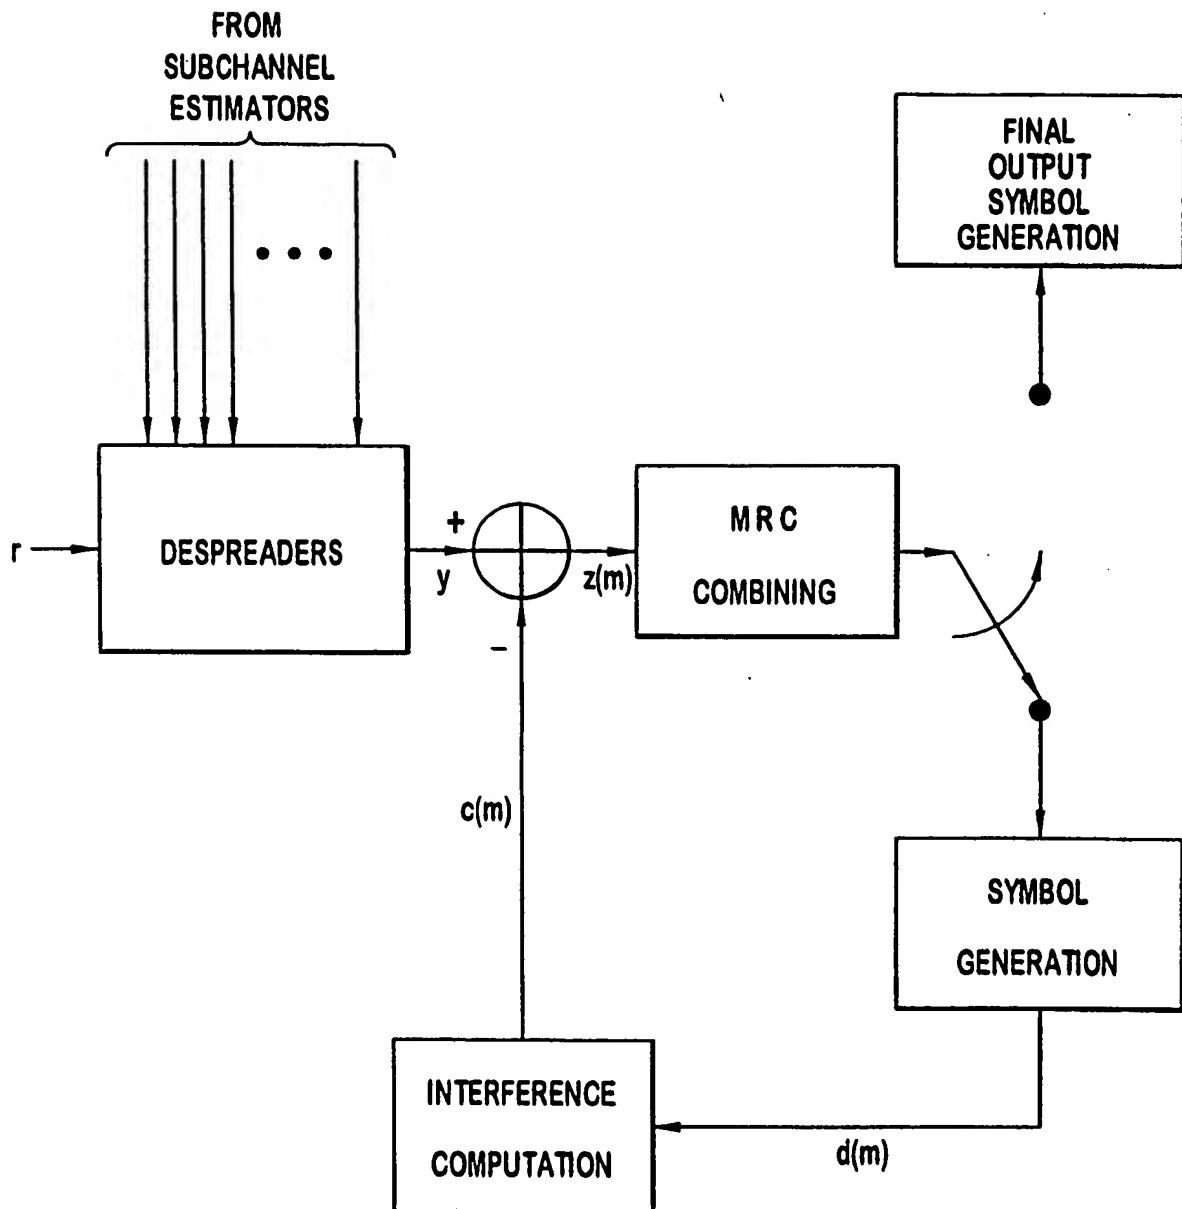 FROM
SUBCHANNEL
ESTIMATORS
FINAL
OUTPUT
SYMBOL
GENERATION
r
DESPREADERS
+
y
−
z(m)
MRC
COMBINING
c(m)
SYMBOL
GENERATION
INTERFERENCE
COMPUTATION
d(m)